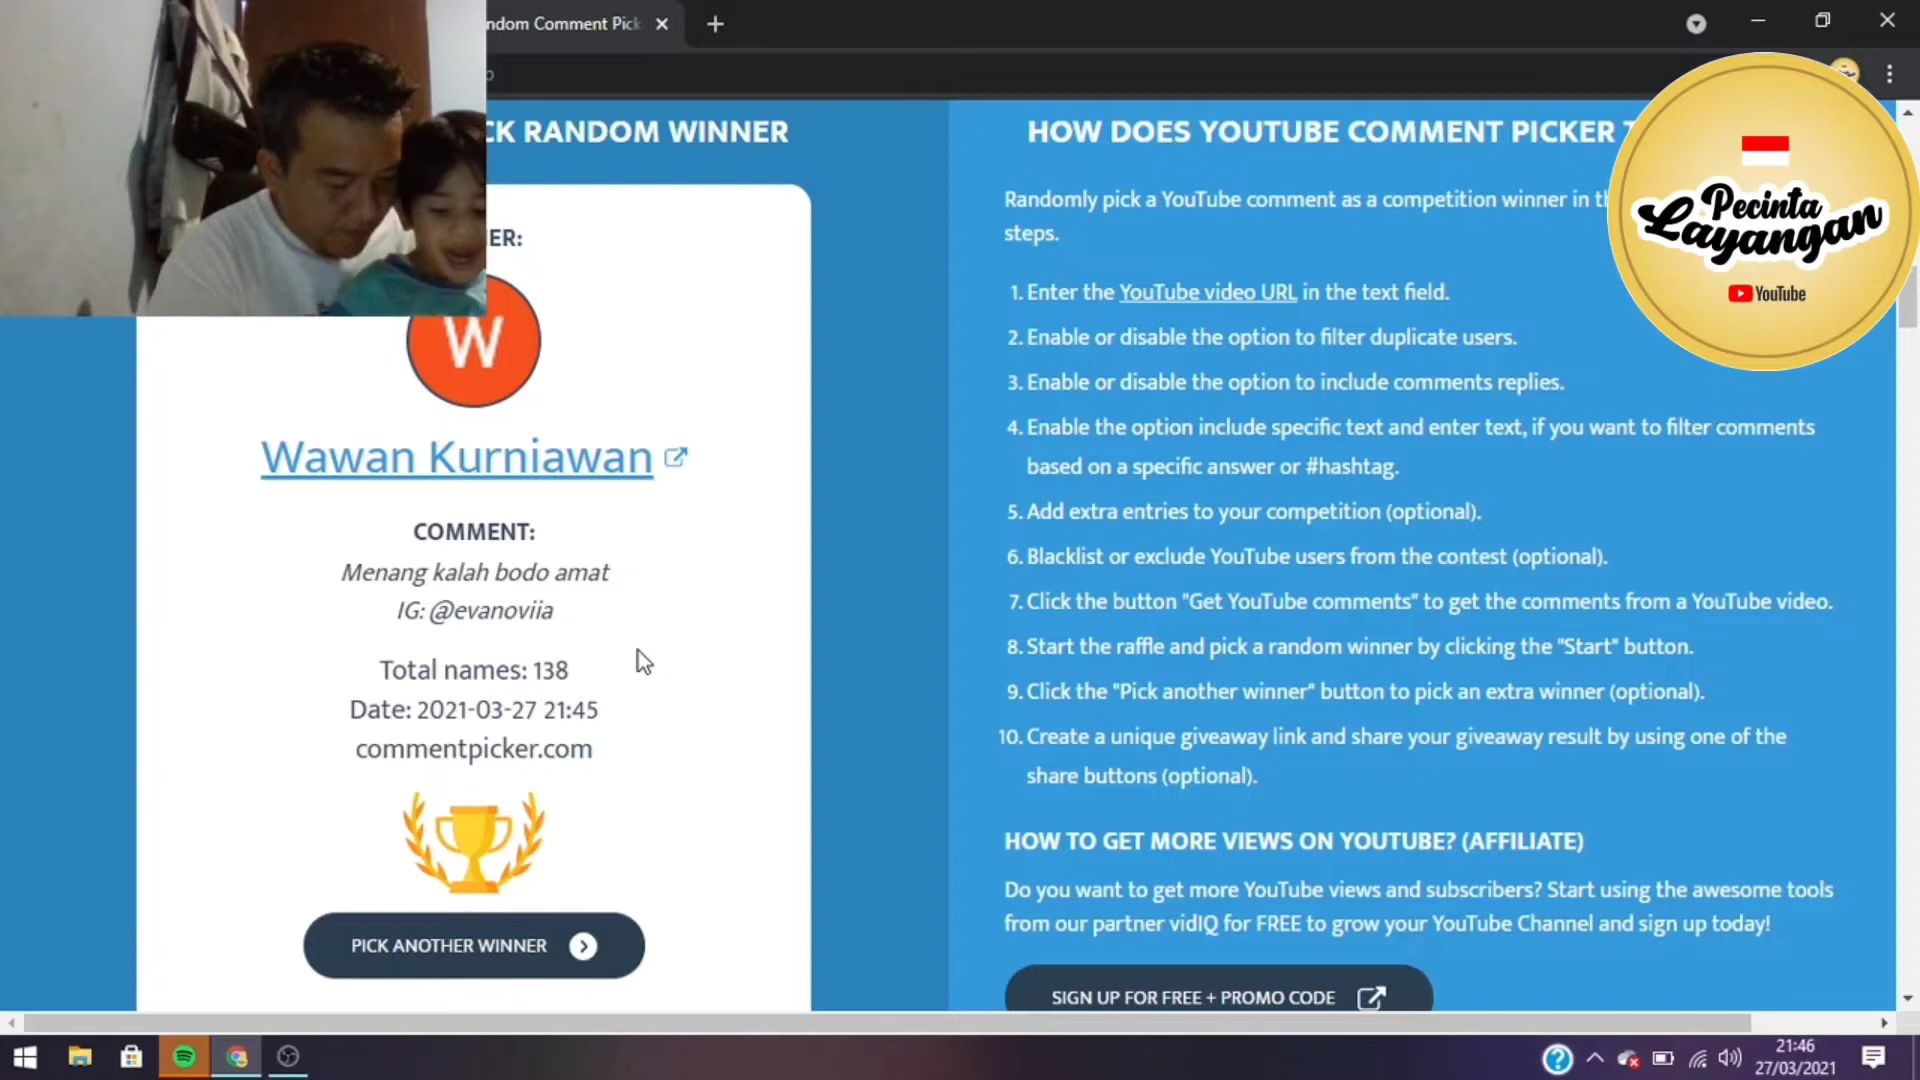 ndom Comment Pick
CK RANDOM WINNER
ER:
W
Wawan Kurniawan
COMMENT:
Menang kalah bodo amat
IG: @evanoviia
Total names: 138
Date: 2021-03-27 21:45
commentpicker.com
PICK ANOTHER WINNER
HOW DOES YOUTUBE COMMENT PICKER
Randomly pick a YouTube comment as a competition winner in th
steps.
1. Enter the YouTube video URL in the text field.
2. Enable or disable the option to filter duplicate users.
3. Enable or disable the option to include comments replies.
4. Enable the option include specific text and enter text, if you want to filter comments
based on a specific answer or #hashtag.
5. Add extra entries to your competition (optional).
6. Blacklist or exclude YouTube users from the contest (optional).
7. Click the button "Get YouTube comments" to get the comments from a YouTube video.
8. Start the raffle and pick a random winner by clicking the "Start" button.
9. Click the "Pick another winner" button to pick an extra winner (optional).
10. Create a unique giveaway link and share your giveaway result by using one of the
share buttons (optional).
HOW TO GET MORE VIEWS ON YOUTUBE? (AFFILIATE)
Do you want to get more YouTube views and subscribers? Start using the awesome tools
from our partner vidIQ for FREE to grow your YouTube Channel and sign up today!
SIGN UP FOR FREE + PROMO CODE
Pecinta
Layangan
YouTube
21:46
27/03/2021